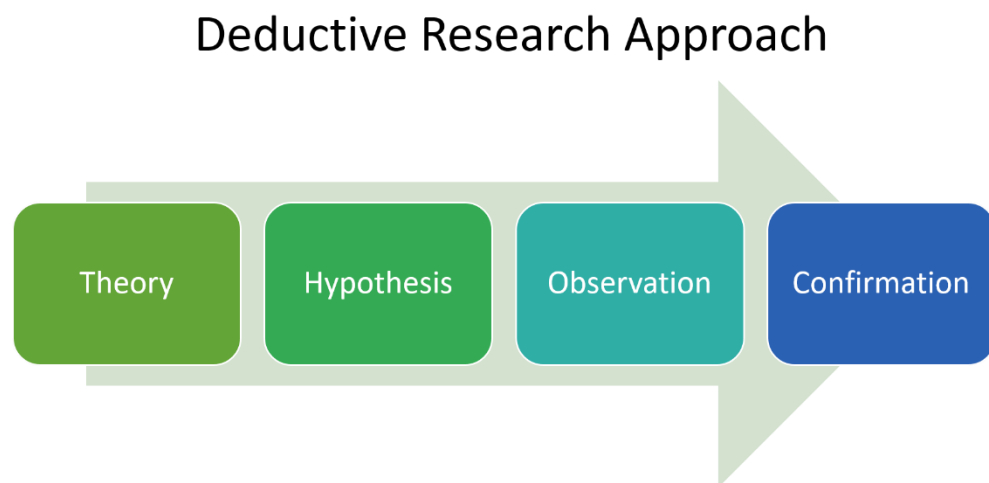 Deductive Research Approach
Theory
Hypothesis
Observation
Confirmation